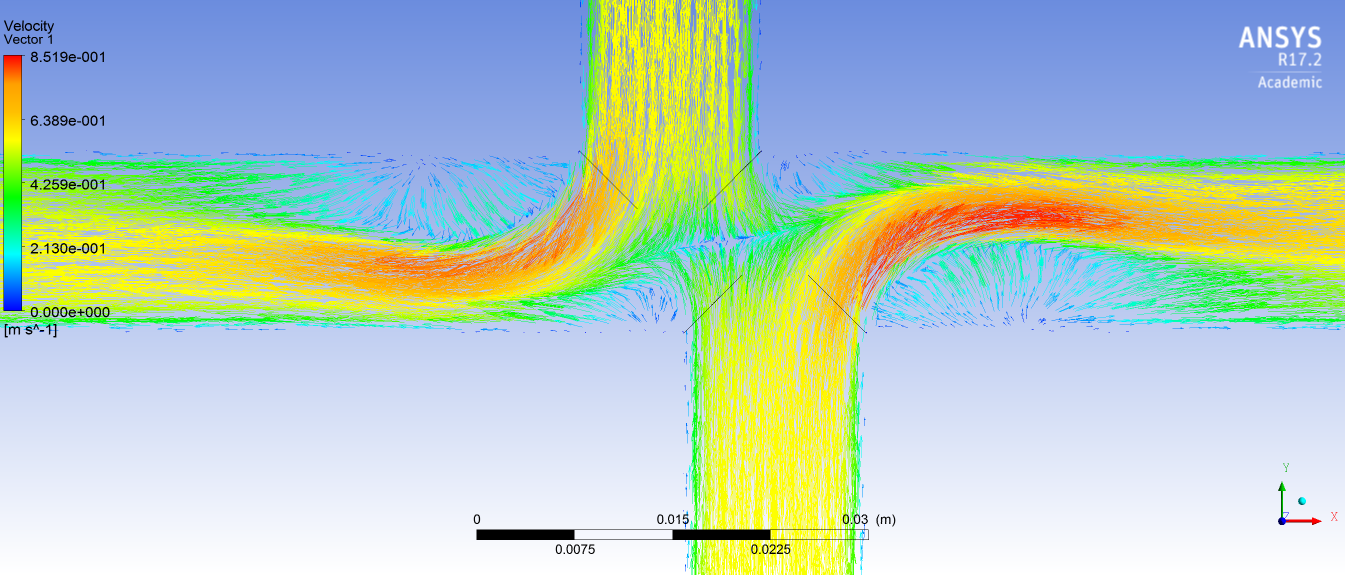 Velocity
Vector 1
8.519e-001
6.389e-001
4.259e-001
2.130e-001
0.000e+000
[m s^-1]
ANSYS
R17.2
Academic
0 0.015 0.03 (m)
0.0075 0.0225
Y
Z X